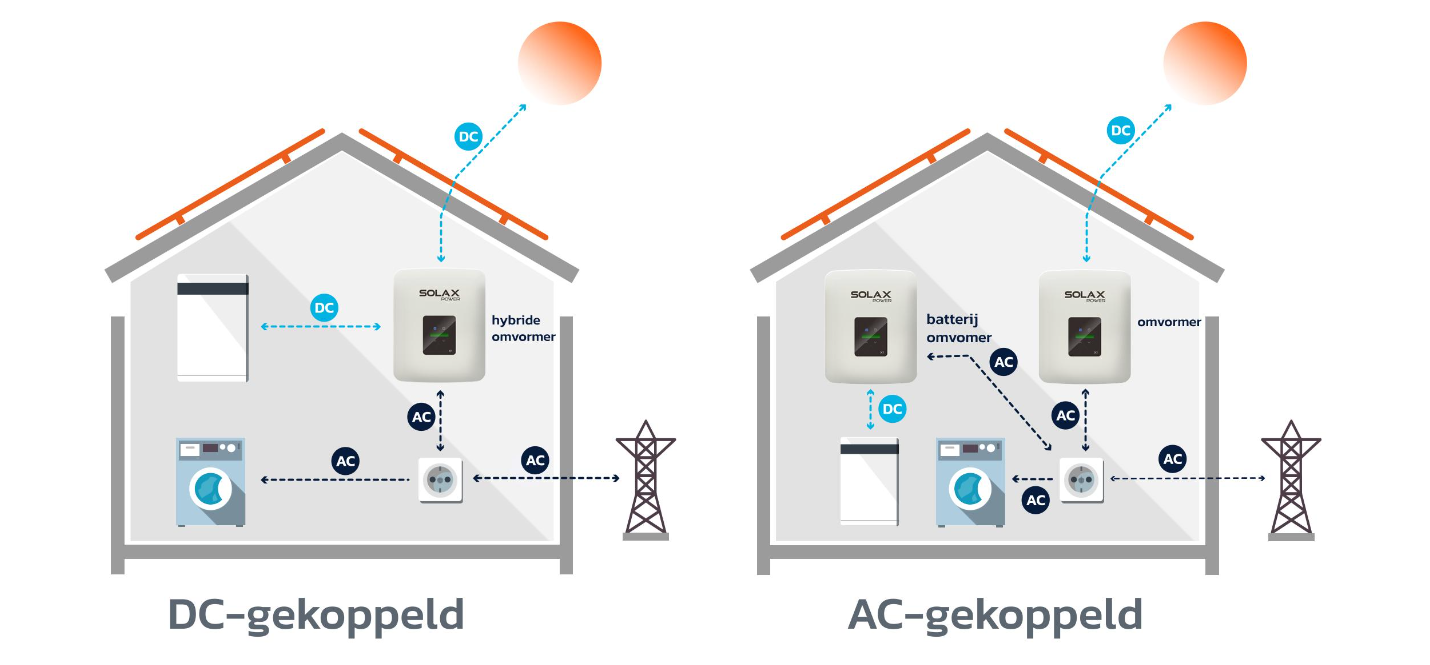 DC
DC
SOLAX
POWER
hybride
omvormer
AC
AC
AC
DC-gekoppeld
DC
SOLAX
POWER
batterij
omvomer
SOLAX
POWER
omvormer
AC
DC
AC
AC
AC
AC-gekoppeld